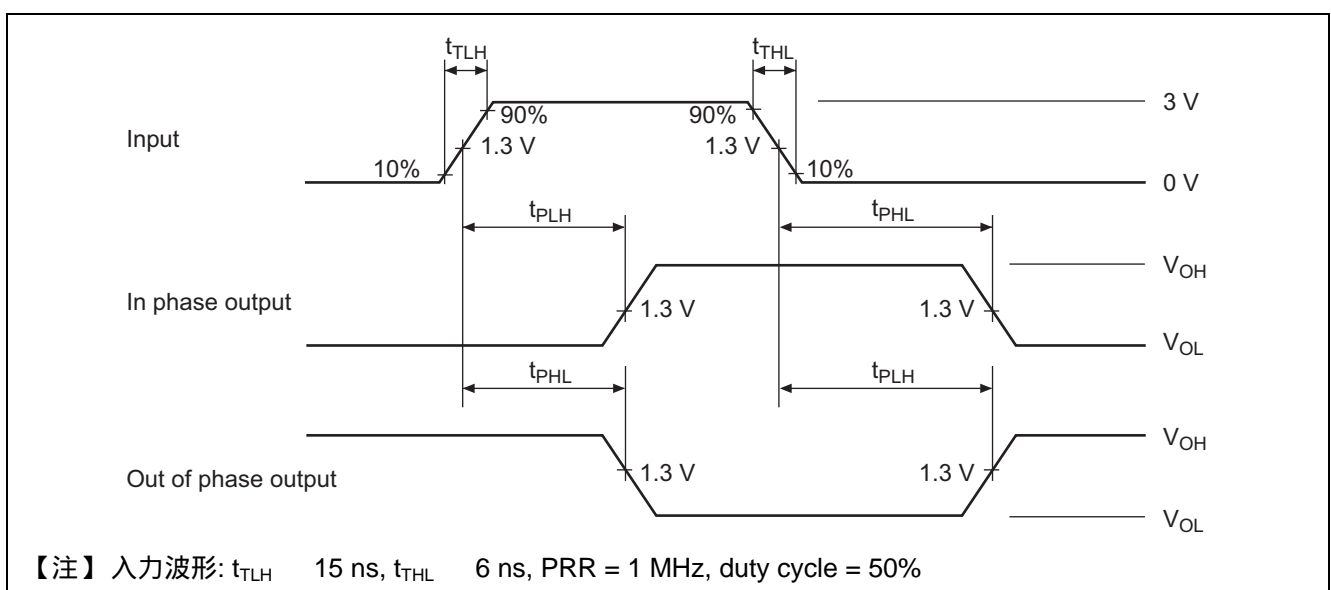 tTLH tTHL
90% 90% 3 V
Input 1.3 V 1.3 V
10% 10% 0 V
tPLH tPHL
VOH
In phase output 1.3 V 1.3 V
VOL
tPHL tPLH
VOH
Out of phase output 1.3 V 1.3 V
VOL
【注】入力波形: tTLH 15 ns, tTHL 6 ns, PRR = 1 MHz, duty cycle = 50%